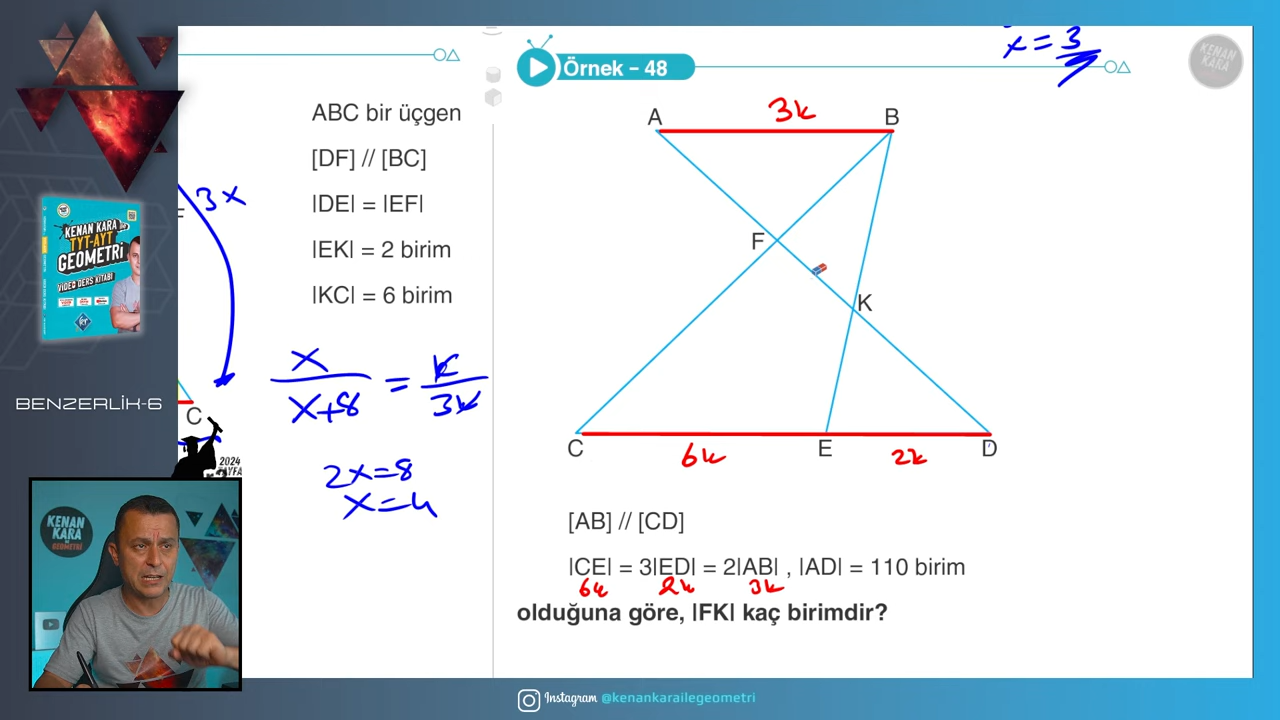 x = 3
Örnek – 48
KENAN KARA
ABC bir üçgen
[DF] // [BC]
|DE| = |EF|
|EK| = 2 birim
|KC| = 6 birim
3x
F
C
x / x+8 = k / 3k
2x=8
x=4
A
3k
B
F
K
C
6k
E
2k
D
[AB] // [CD]
|CE| = 3|ED| = 2|AB| , |AD| = 110 birim
6k 2k 3k
olduğuna göre, |FK| kaç birimdir?
KENAN KARA
TYT-AYT
GEOMETRİ
VİDEO DERS KİTABI
BENZERLİK-6
2024
KENAN
KARA
GEOMETRİ
Instagram @kenankarailegeometri